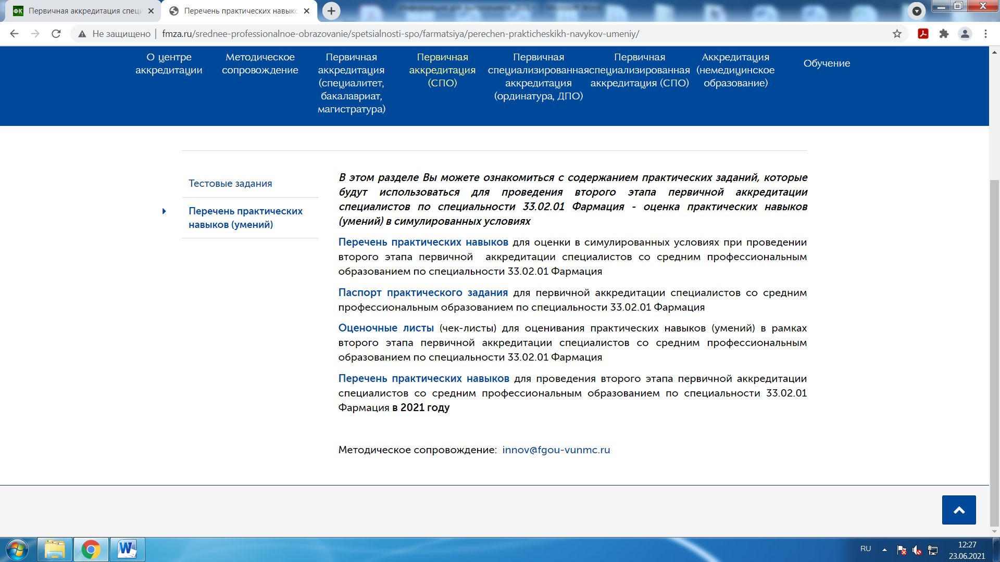 Первичная аккредитация специ
Перечень практических навыко
Не защищено
fmza.ru/srednee-professionalnoe-obrazovanie/spetsialnosti-spo/farmatsiya/perechen-prakticheskikh-navykov-umeniy/
О центре
аккредитации
Методическое
сопровождение
Первичная
аккредитация
(специалитет,
бакалавриат,
магистратура)
Первичная
аккредитация
(СПО)
Первичная
специализированная
аккредитация
(ординатура, ДПО)
Первичная
специализированная
аккредитация (СПО)
Аккредитация
(немедицинское
образование)
Обучение
Тестовые задания
Перечень практических
навыков (умений)
В этом разделе Вы можете ознакомиться с содержанием практических заданий, которые
будут использоваться для проведения второго этапа первичной аккредитации
специалистов по специальности 33.02.01 Фармация - оценка практических навыков
(умений) в симулированных условиях
Перечень практических навыков для оценки в симулированных условиях при проведении
второго этапа первичной аккредитации специалистов со средним профессиональным
образованием по специальности 33.02.01 Фармация
Паспорт практического задания для первичной аккредитации специалистов со средним
профессиональным образованием по специальности 33.02.01 Фармация
Оценочные листы (чек-листы) для оценивания практических навыков (умений) в рамках
второго этапа первичной аккредитации специалистов со средним профессиональным
образованием по специальности 33.02.01 Фармация
Перечень практических навыков для проведения второго этапа первичной аккредитации
специалистов со средним профессиональным образованием по специальности 33.02.01
Фармация в 2021 году
Методическое сопровождение: innov@fgou-vunmc.ru
RU
12:27
23.06.2021